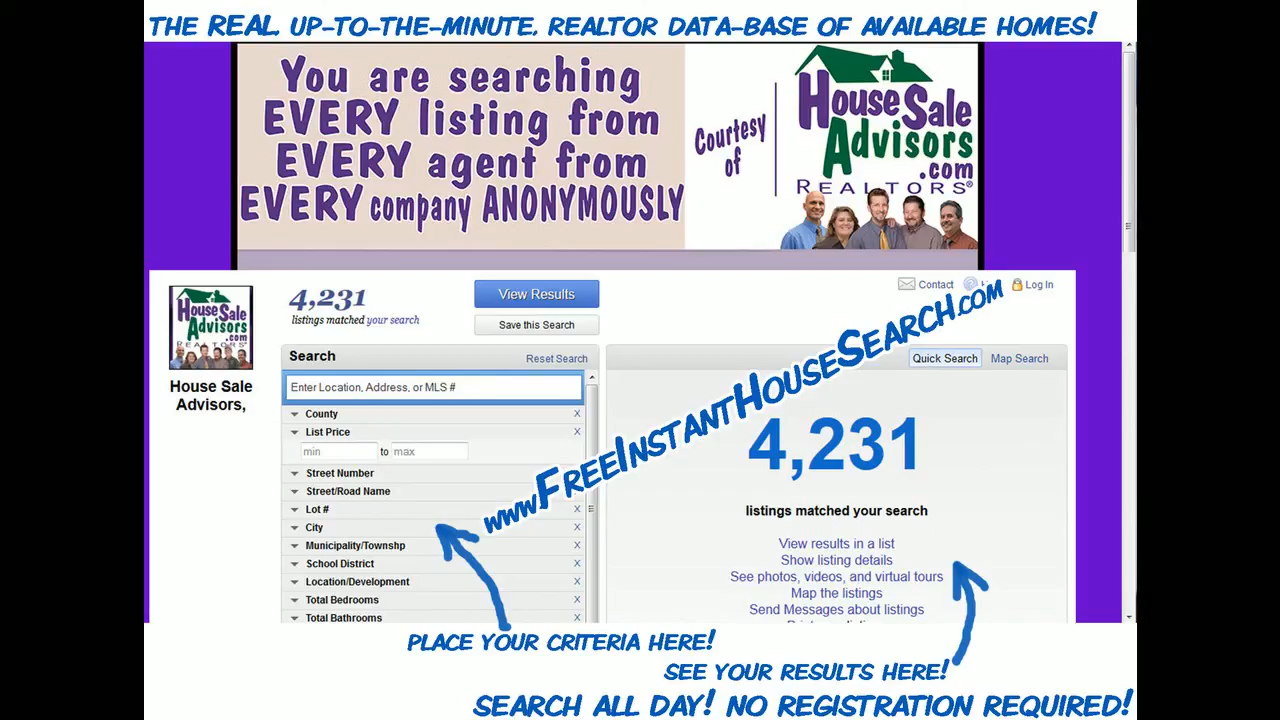 THE REAL, UP-TO-THE-MINUTE, REALTOR DATA-BASE OF AVAILABLE HOMES!
You are searching
EVERY listing from
EVERY agent from
EVERY company ANONYMOUSLY
Courtesy
of
House Sale
Advisors
.com
REALTORS®
House Sale
Advisors
.com
REALTORS
House Sale
Advisors,
4,231
listings matched your search
View Results
Save this Search
Contact
Log In
Search
Reset Search
Quick Search
Map Search
Enter Location, Address, or MLS #
County X
List Price X
min to max
Street Number
Street/Road Name
Lot # X
City X
Municipality/Townshp X
School District X
Location/Development X
Total Bedrooms X
Total Bathrooms X
www.FreeInstantHouseSearch.com
4,231
listings matched your search
View results in a list
Show listing details
See photos, videos, and virtual tours
Map the listings
Send Messages about listings
PLACE YOUR CRITERIA HERE!
SEE YOUR RESULTS HERE!
SEARCH ALL DAY! NO REGISTRATION REQUIRED!